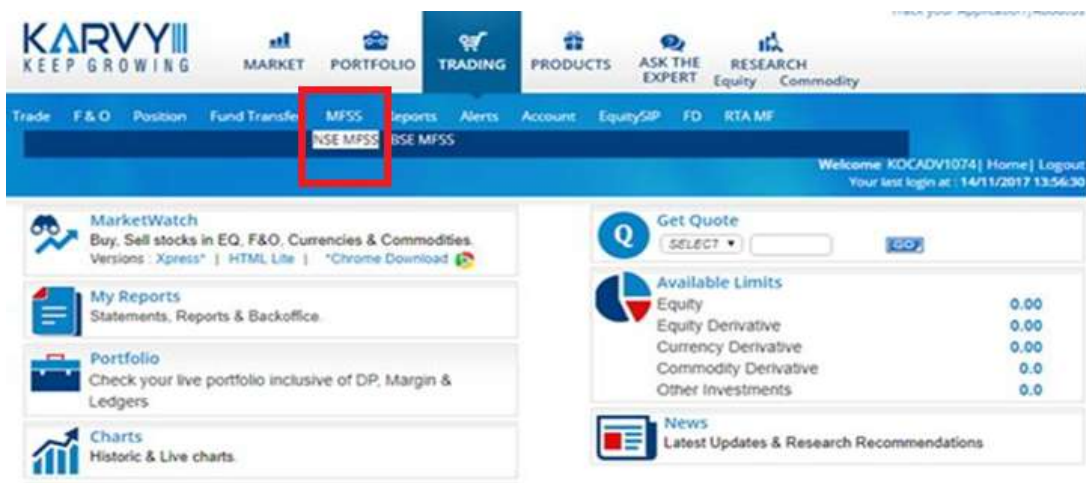 KARVY
KEEP GROWING
MARKET PORTFOLIO TRADING PRODUCTS ASK THE EXPERT RESEARCH
Equity Commodity
Trade F & O Position Fund Transfer MFSS Reports Alerts Account EquitySIP FD RTA MF
NSE MFSS BSE MFSS
Welcome KOCADV1074| Home| Logout
Your last login at : 14/11/2017 13:56:30
MarketWatch
Buy, Sell stocks in EQ, F&O, Currencies & Commodities.
Versions : Xpress* | HTML Lite | *Chrome Download
My Reports
Statements, Reports & Backoffice.
Portfolio
Check your live portfolio inclusive of DP, Margin &
Ledgers
Charts
Historic & Live charts.
Q
Get Quote
SELECT GO
Available Limits
Equity 0.00
Equity Derivative 0.00
Currency Derivative 0.00
Commodity Derivative 0.0
Other Investments 0.0
News
Latest Updates & Research Recommendations